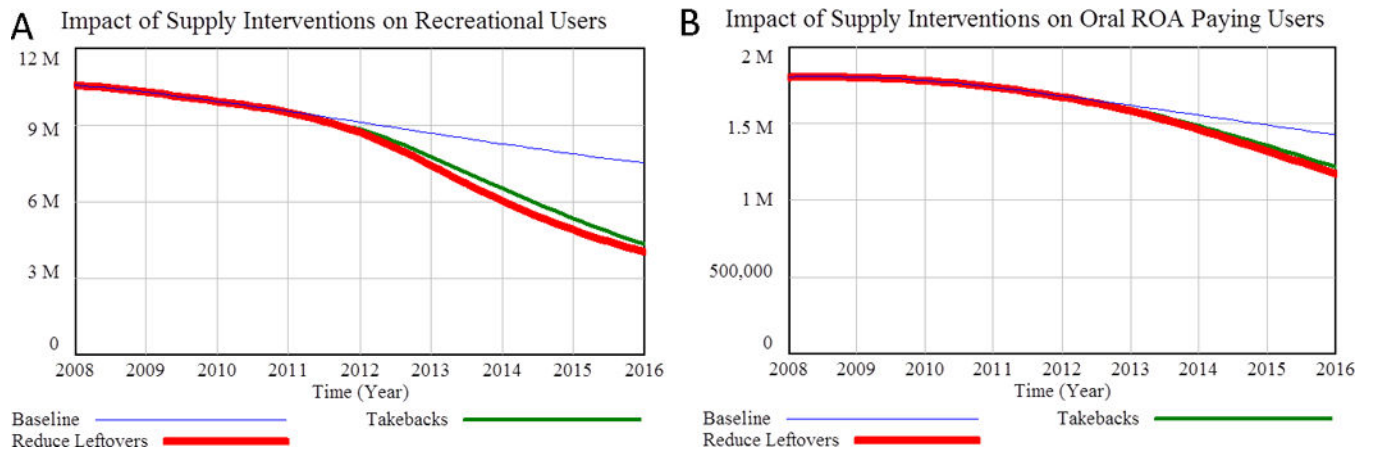 A
Impact of Supply Interventions on Recreational Users
12 M
9 M
6 M
3 M
0
2008 2009 2010 2011 2012 2013 2014 2015 2016
Time (Year)
Baseline Takebacks
Reduce Leftovers
B
Impact of Supply Interventions on Oral ROA Paying Users
2 M
1.5 M
1 M
500,000
0
2008 2009 2010 2011 2012 2013 2014 2015 2016
Time (Year)
Baseline Takebacks
Reduce Leftovers